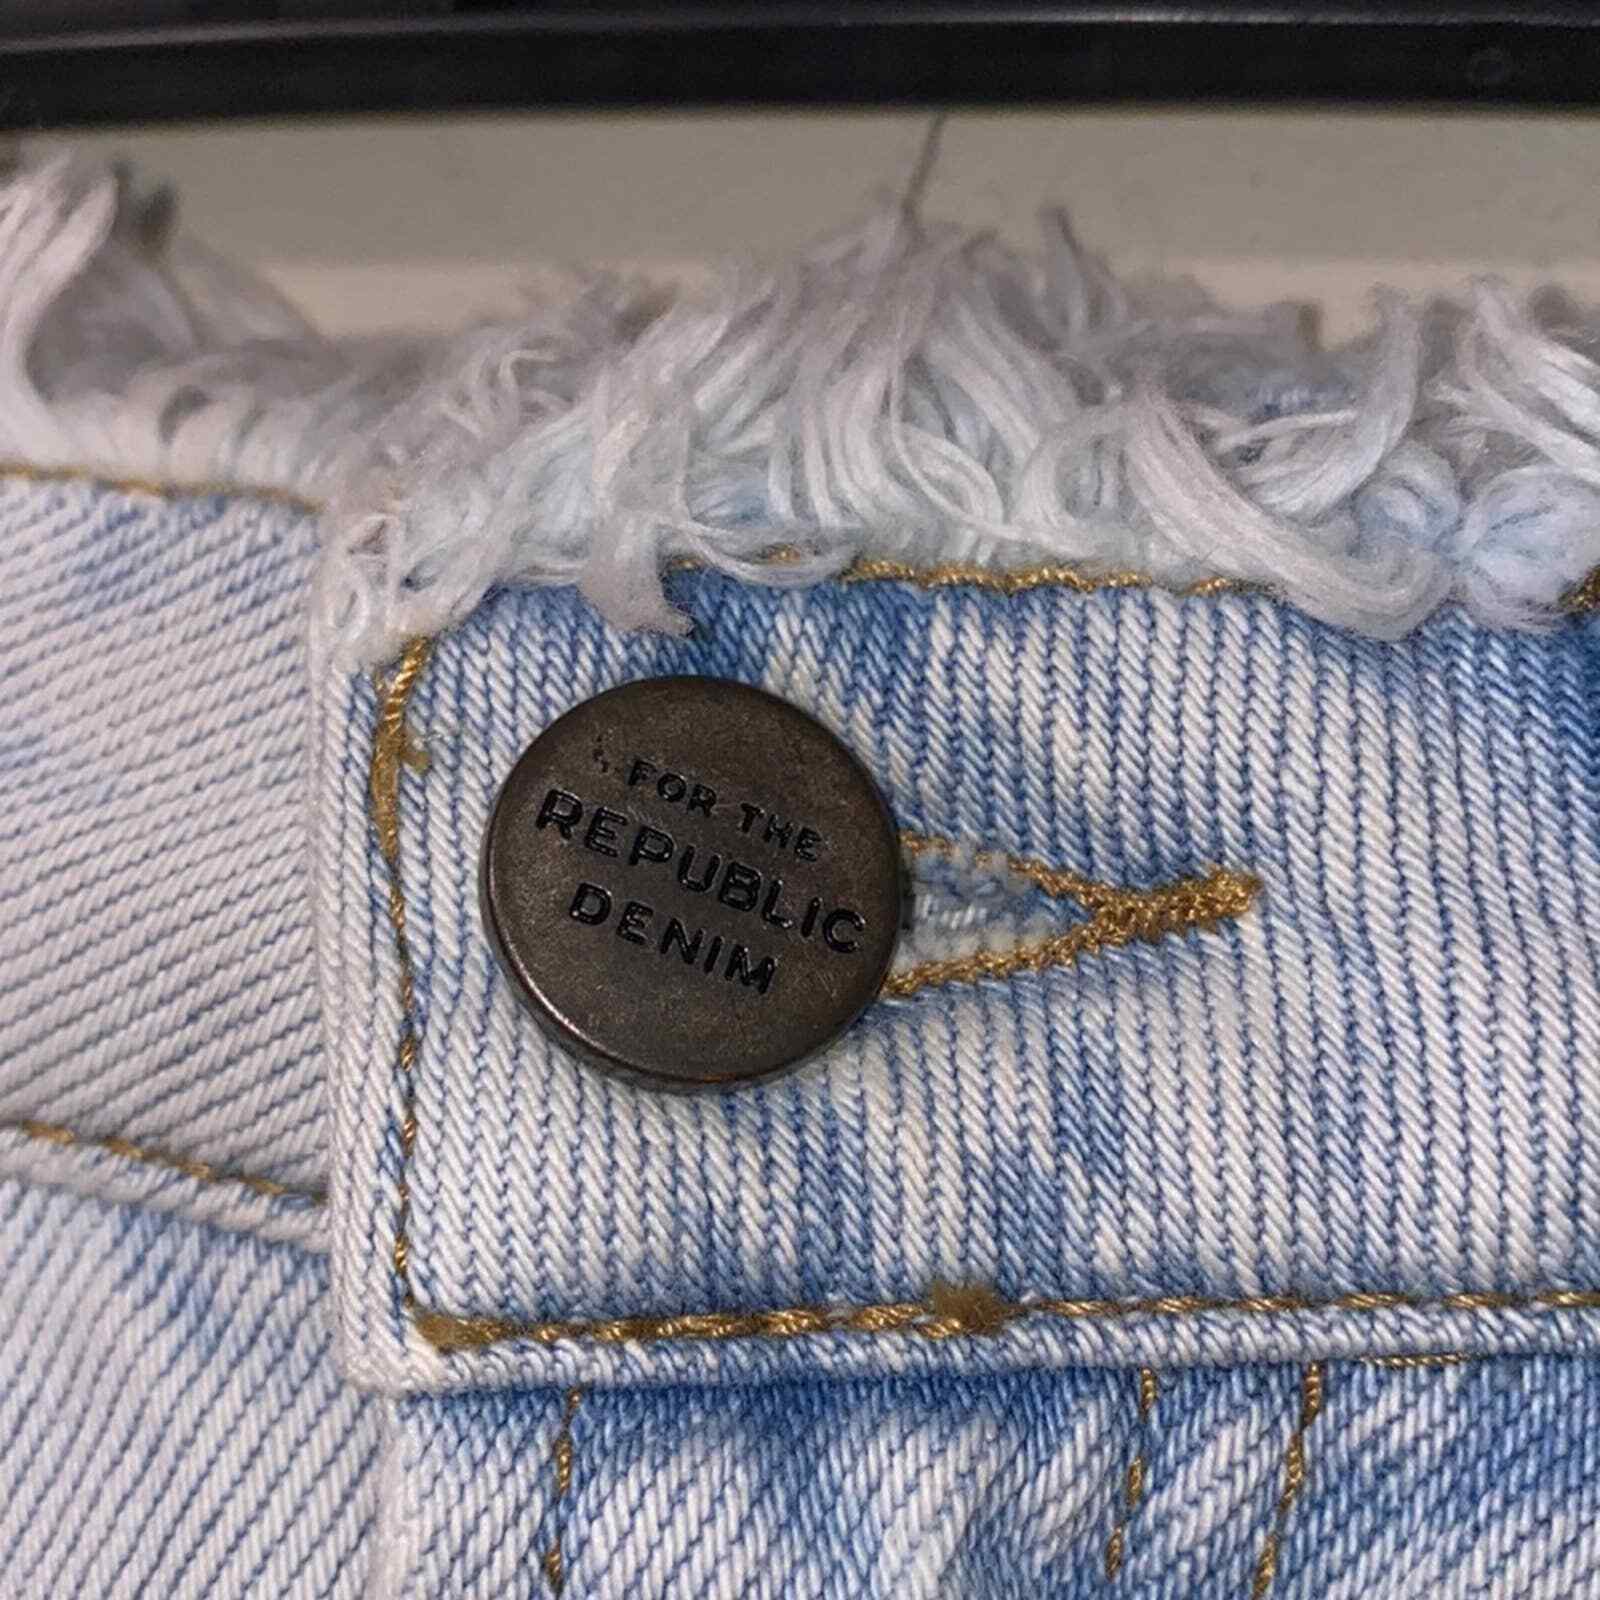 FOR THE
REPUBLIC
DENIM